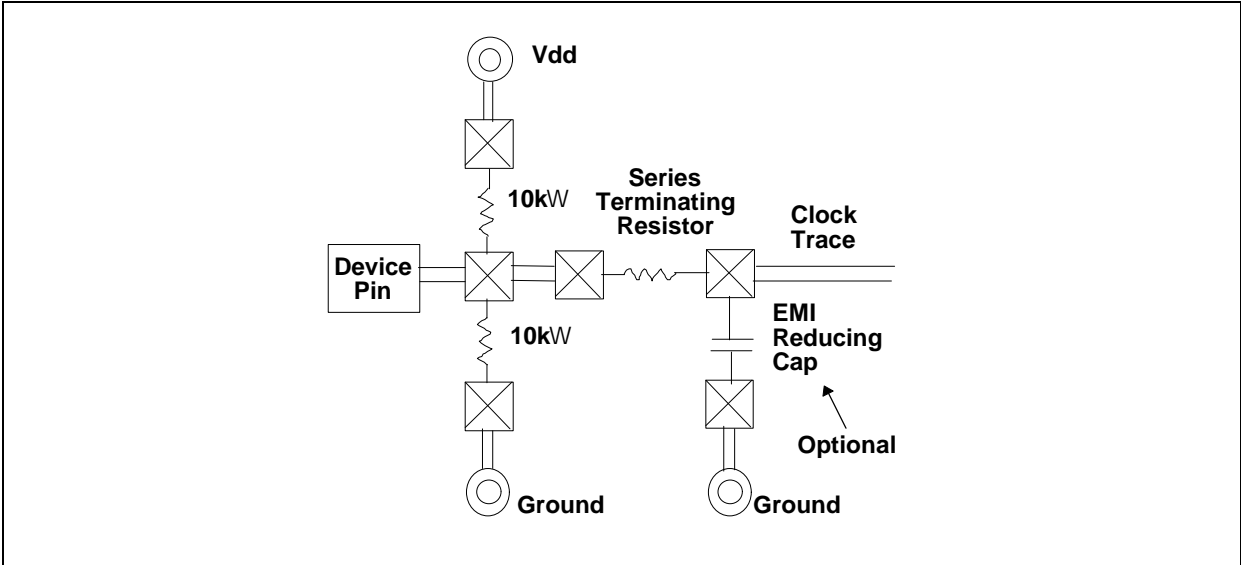 Vdd
10kW
Series
Terminating
Resistor
Clock
Trace
Device
Pin
10kW
EMI
Reducing
Cap
Optional
Ground
Ground